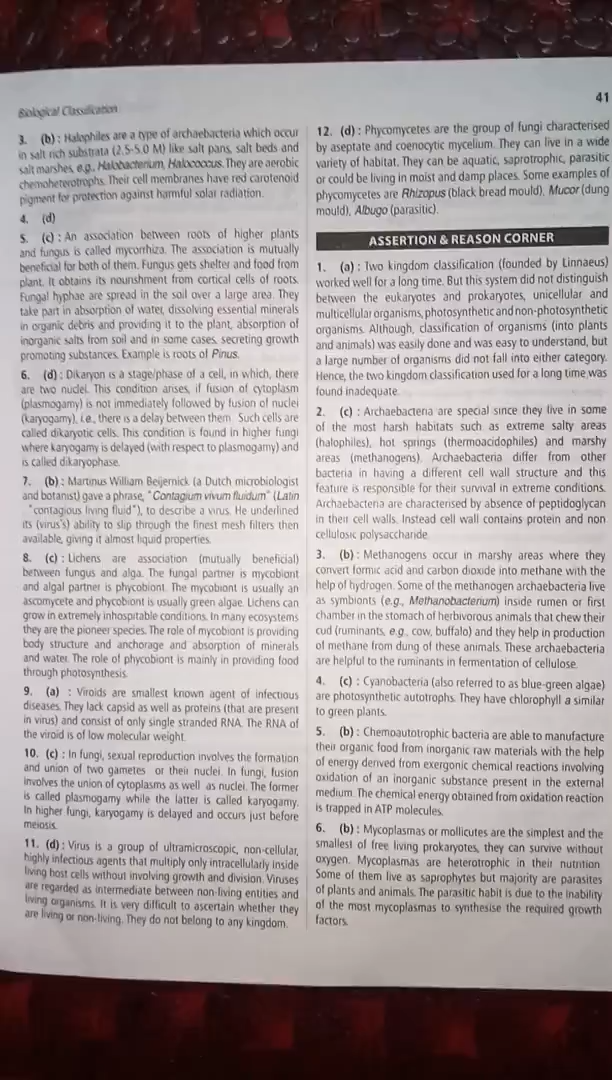 41
Biological Classification
3. (b) : Halophiles are a type of archaebacteria which occur
in salt rich substrata (2.5-5.0 M) like salt pans, salt beds and
salt marshes, e.g., Halobacterium, Halococcus. They are aerobic
chemoheterotrophs. Their cell membranes have red carotenoid
pigment for protection against harmful solar radiation.
4. (d)
5. (c) : An association between roots of higher plants
and fungus is called mycorrhiza. The association is mutually
beneficial for both of them. Fungus gets shelter and food from
plant. It obtains its nourishment from cortical cells of roots.
Fungal hyphae are spread in the soil over a large area. They
take part in absorption of water, dissolving essential minerals
in organic debris and providing it to the plant, absorption of
inorganic salts from soil and in some cases, secreting growth
promoting substances. Example is roots of Pinus.
6. (d) : Dikaryon is a stage/phase of a cell, in which, there
are two nuclei. This condition arises, if fusion of cytoplasm
(plasmogamy) is not immediately followed by fusion of nuclei
(karyogamy), i.e., there is a delay between them. Such cells are
called dikaryotic cells. This condition is found in higher fungi
where karyogamy is delayed (with respect to plasmogamy) and
is called dikaryophase.
7. (b) : Martinus William Beijernick (a Dutch microbiologist
and botanist) gave a phrase, "Contagium vivum fluidum" (Latin
"contagious living fluid"), to describe a virus. He underlined
its (virus's) ability to slip through the finest mesh filters then
available, giving it almost liquid properties.
8. (c) : Lichens are association (mutually beneficial)
between fungus and alga. The fungal partner is mycobiont
and algal partner is phycobiont. The mycobiont is usually an
ascomycete and phycobiont is usually green algae. Lichens can
grow in extremely inhospitable conditions. In many ecosystems
they are the pioneer species. The role of mycobiont is providing
body structure and anchorage and absorption of minerals
and water. The role of phycobiont is mainly in providing food
through photosynthesis.
9. (a) : Viroids are smallest known agent of infectious
diseases. They lack capsid as well as proteins (that are present
in virus) and consist of only single stranded RNA. The RNA of
the viroid is of low molecular weight.
10. (c) : In fungi, sexual reproduction involves the formation
and union of two gametes or their nuclei. In fungi, fusion
involves the union of cytoplasms as well as nuclei. The former
is called plasmogamy while the latter is called karyogamy.
In higher fungi, karyogamy is delayed and occurs just before
meiosis.
11. (d) : Virus is a group of ultramicroscopic, non-cellular,
highly infectious agents that multiply only intracellularly inside
living host cells without involving growth and division. Viruses
are regarded as intermediate between non-living entities and
living organisms. It is very difficult to ascertain whether they
are living or non-living. They do not belong to any kingdom.
12. (d) : Phycomycetes are the group of fungi characterised
by aseptate and coenocytic mycelium. They can live in a wide
variety of habitat. They can be aquatic, saprotrophic, parasitic
or could be living in moist and damp places. Some examples of
phycomycetes are Rhizopus (black bread mould), Mucor (dung
mould), Albugo (parasitic).
ASSERTION & REASON CORNER
1. (a) : Two kingdom classification (founded by Linnaeus)
worked well for a long time. But this system did not distinguish
between the eukaryotes and prokaryotes, unicellular and
multicellular organisms, photosynthetic and non-photosynthetic
organisms. Although, classification of organisms (into plants
and animals) was easily done and was easy to understand, but
a large number of organisms did not fall into either category.
Hence, the two kingdom classification used for a long time was
found inadequate.
2. (c) : Archaebacteria are special since they live in some
of the most harsh habitats such as extreme salty areas
(halophiles), hot springs (thermoacidophiles) and marshy
areas (methanogens). Archaebacteria differ from other
bacteria in having a different cell wall structure and this
feature is responsible for their survival in extreme conditions.
Archaebacteria are characterised by absence of peptidoglycan
in their cell walls. Instead cell wall contains protein and non
cellulosic polysaccharide.
3. (b) : Methanogens occur in marshy areas where they
convert formic acid and carbon dioxide into methane with the
help of hydrogen. Some of the methanogen archaebacteria live
as symbionts (e.g., Methanobacterium) inside rumen or first
chamber in the stomach of herbivorous animals that chew their
cud (ruminants, e.g., cow, buffalo) and they help in production
of methane from dung of these animals. These archaebacteria
are helpful to the ruminants in fermentation of cellulose.
4. (c) : Cyanobacteria (also referred to as blue-green algae)
are photosynthetic autotrophs. They have chlorophyll a similar
to green plants.
5. (b) : Chemoautotrophic bacteria are able to manufacture
their organic food from inorganic raw materials with the help
of energy derived from exergonic chemical reactions involving
oxidation of an inorganic substance present in the external
medium. The chemical energy obtained from oxidation reaction
is trapped in ATP molecules.
6. (b) : Mycoplasmas or mollicutes are the simplest and the
smallest of free living prokaryotes, they can survive without
oxygen. Mycoplasmas are heterotrophic in their nutrition.
Some of them live as saprophytes but majority are parasites
of plants and animals. The parasitic habit is due to the inability
of the most mycoplasmas to synthesise the required growth
factors.